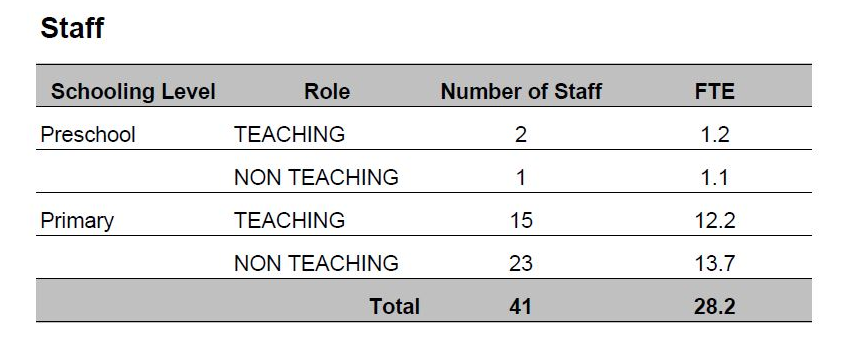 Staff
Schooling Level Role Number of Staff FTE
Preschool TEACHING 2 1.2
NON TEACHING 1 1.1
Primary TEACHING 15 12.2
NON TEACHING 23 13.7
Total 41 28.2